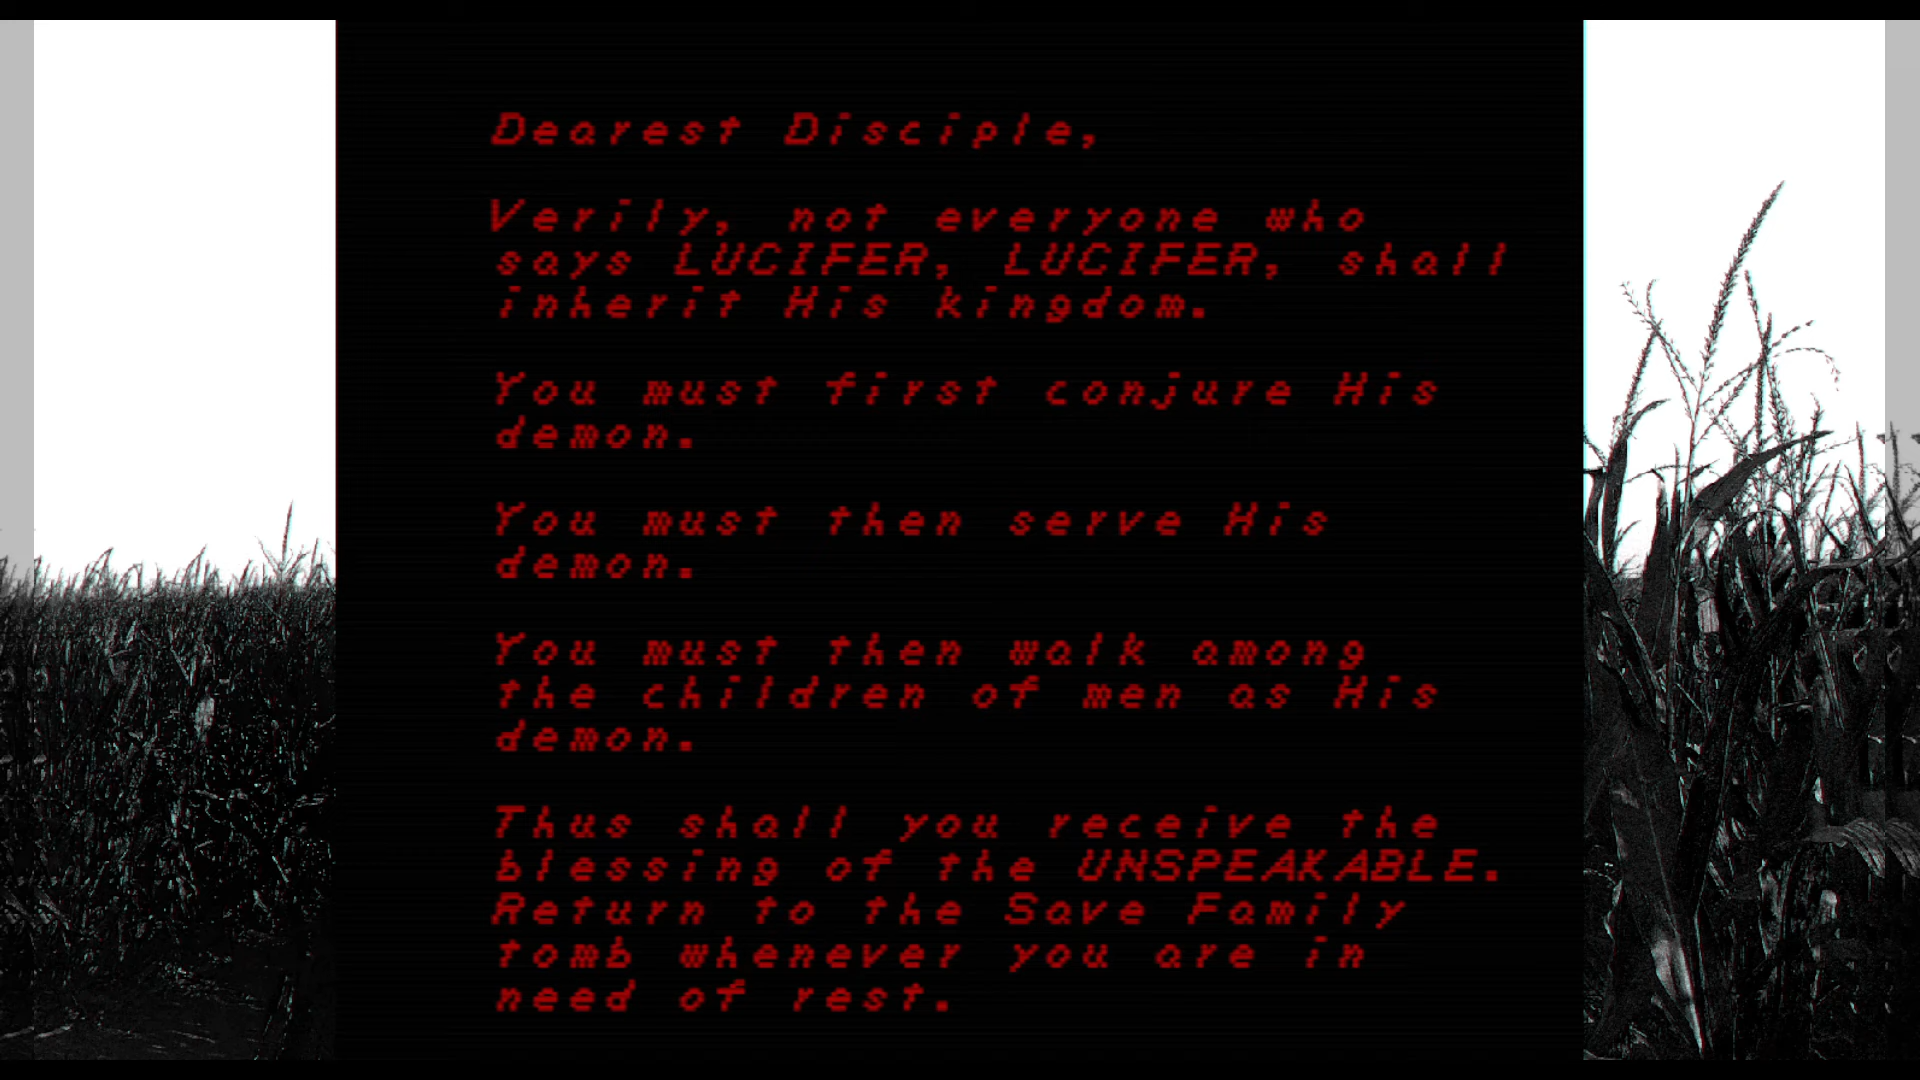 Dearest Disciple,
Verily, not everyone who
says LUCIFER, LUCIFER, shall
inherit His kingdom.
You must first conjure His
demon.
You must then serve His
demon.
You must then walk among
the children of men as His
demon.
Thus shall you receive the
blessing of the UNSPEAKABLE.
Return to the Save Family
tomb whenever you are in
need of rest.